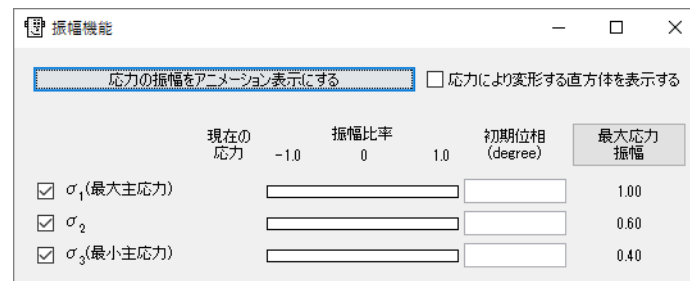 振幅機能
応力の振幅をアニメーション表示にする 応力により変形する直方体を表示する
現在の応力 振幅比率 初期位相 最大応力振幅
-1.0 0 1.0 (degree)
σ1(最大主応力) 1.00
σ2 0.60
σ3(最小主応力) 0.40